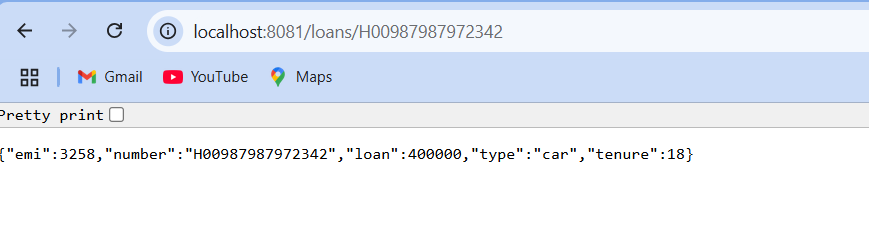 localhost:8081/loans/H00987987972342
Gmail YouTube Maps
Pretty print
{"emi":3258,"number":"H00987987972342","loan":400000,"type":"car","tenure":18}